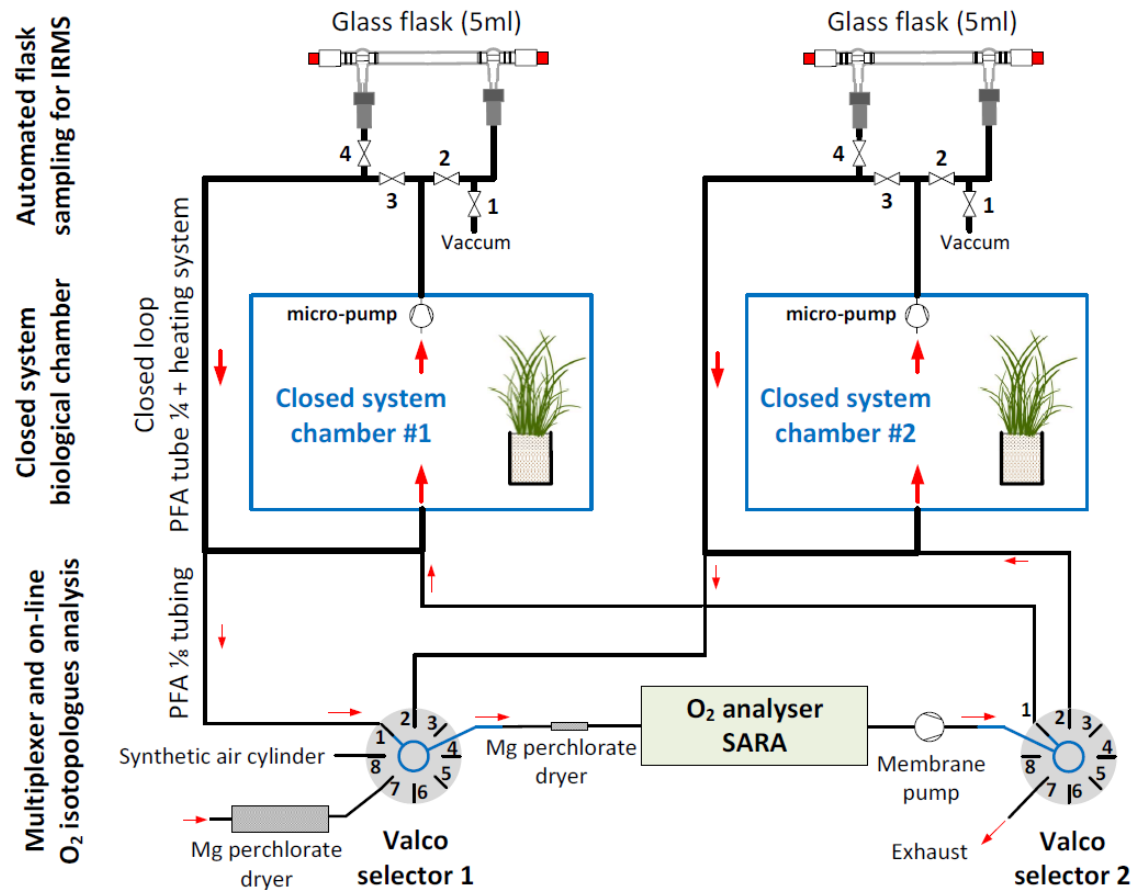 Glass flask (5ml)
Glass flask (5ml)
Automated flask
sampling for IRMS
4
2
3
1
Vaccum
4
2
3
1
Vaccum
Closed system
biological chamber
Closed loop
PFA tube ¼ + heating system
micro-pump
Closed system
chamber #1
micro-pump
Closed system
chamber #2
Multiplexer and on-line
O₂ isotopologues analysis
PFA ⅛ tubing
1
2
3
4
5
6
7
8
Synthetic air cylinder
Mg perchlorate
dryer
Valco
selector 1
Mg perchlorate
dryer
O₂ analyser
SARA
Membrane
pump
1
2
3
4
5
6
7
8
Exhaust
Valco
selector 2